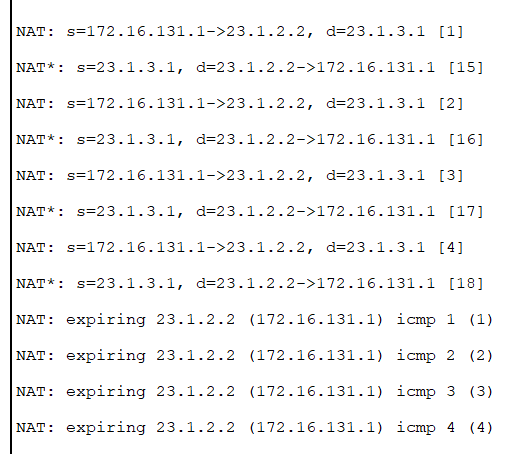 NAT: s=172.16.131.1->23.1.2.2, d=23.1.3.1 [1]
NAT*: s=23.1.3.1, d=23.1.2.2->172.16.131.1 [15]
NAT: s=172.16.131.1->23.1.2.2, d=23.1.3.1 [2]
NAT*: s=23.1.3.1, d=23.1.2.2->172.16.131.1 [16]
NAT: s=172.16.131.1->23.1.2.2, d=23.1.3.1 [3]
NAT*: s=23.1.3.1, d=23.1.2.2->172.16.131.1 [17]
NAT: s=172.16.131.1->23.1.2.2, d=23.1.3.1 [4]
NAT*: s=23.1.3.1, d=23.1.2.2->172.16.131.1 [18]
NAT: expiring 23.1.2.2 (172.16.131.1) icmp 1 (1)
NAT: expiring 23.1.2.2 (172.16.131.1) icmp 2 (2)
NAT: expiring 23.1.2.2 (172.16.131.1) icmp 3 (3)
NAT: expiring 23.1.2.2 (172.16.131.1) icmp 4 (4)